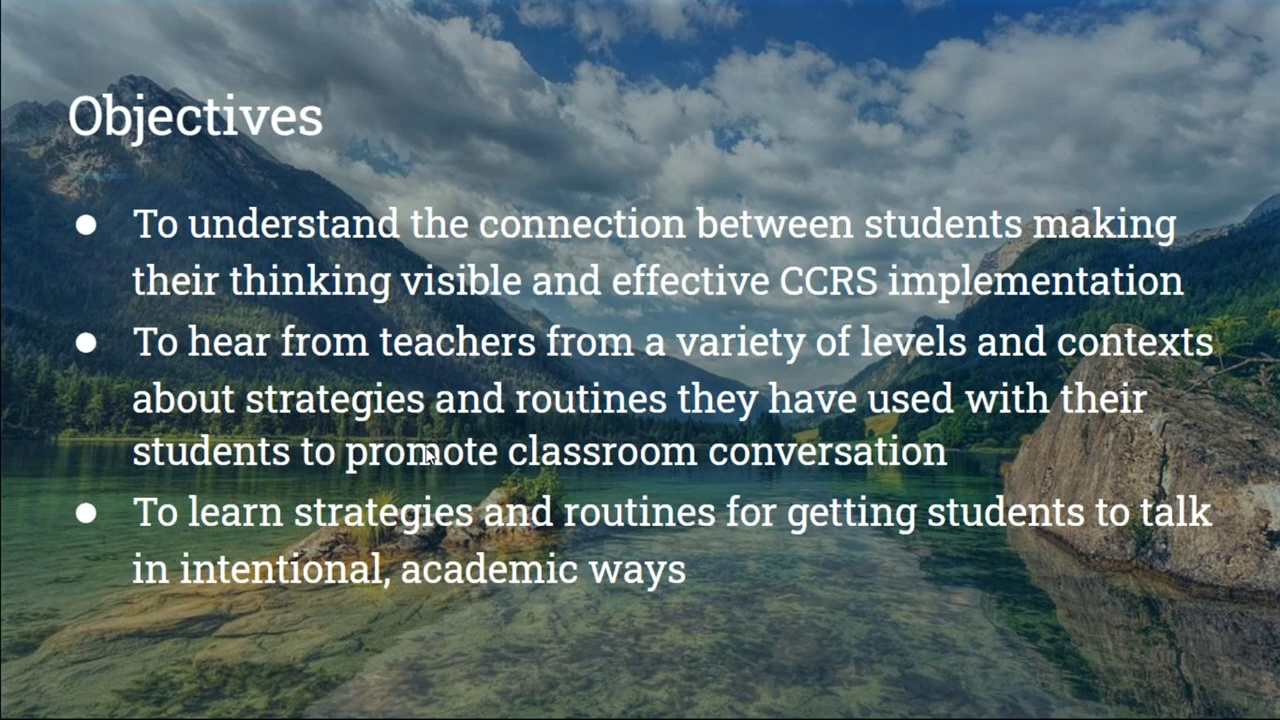 Objectives
● To understand the connection between students making
their thinking visible and effective CCRS implementation
● To hear from teachers from a variety of levels and contexts
about strategies and routines they have used with their
students to promote classroom conversation
● To learn strategies and routines for getting students to talk
in intentional, academic ways